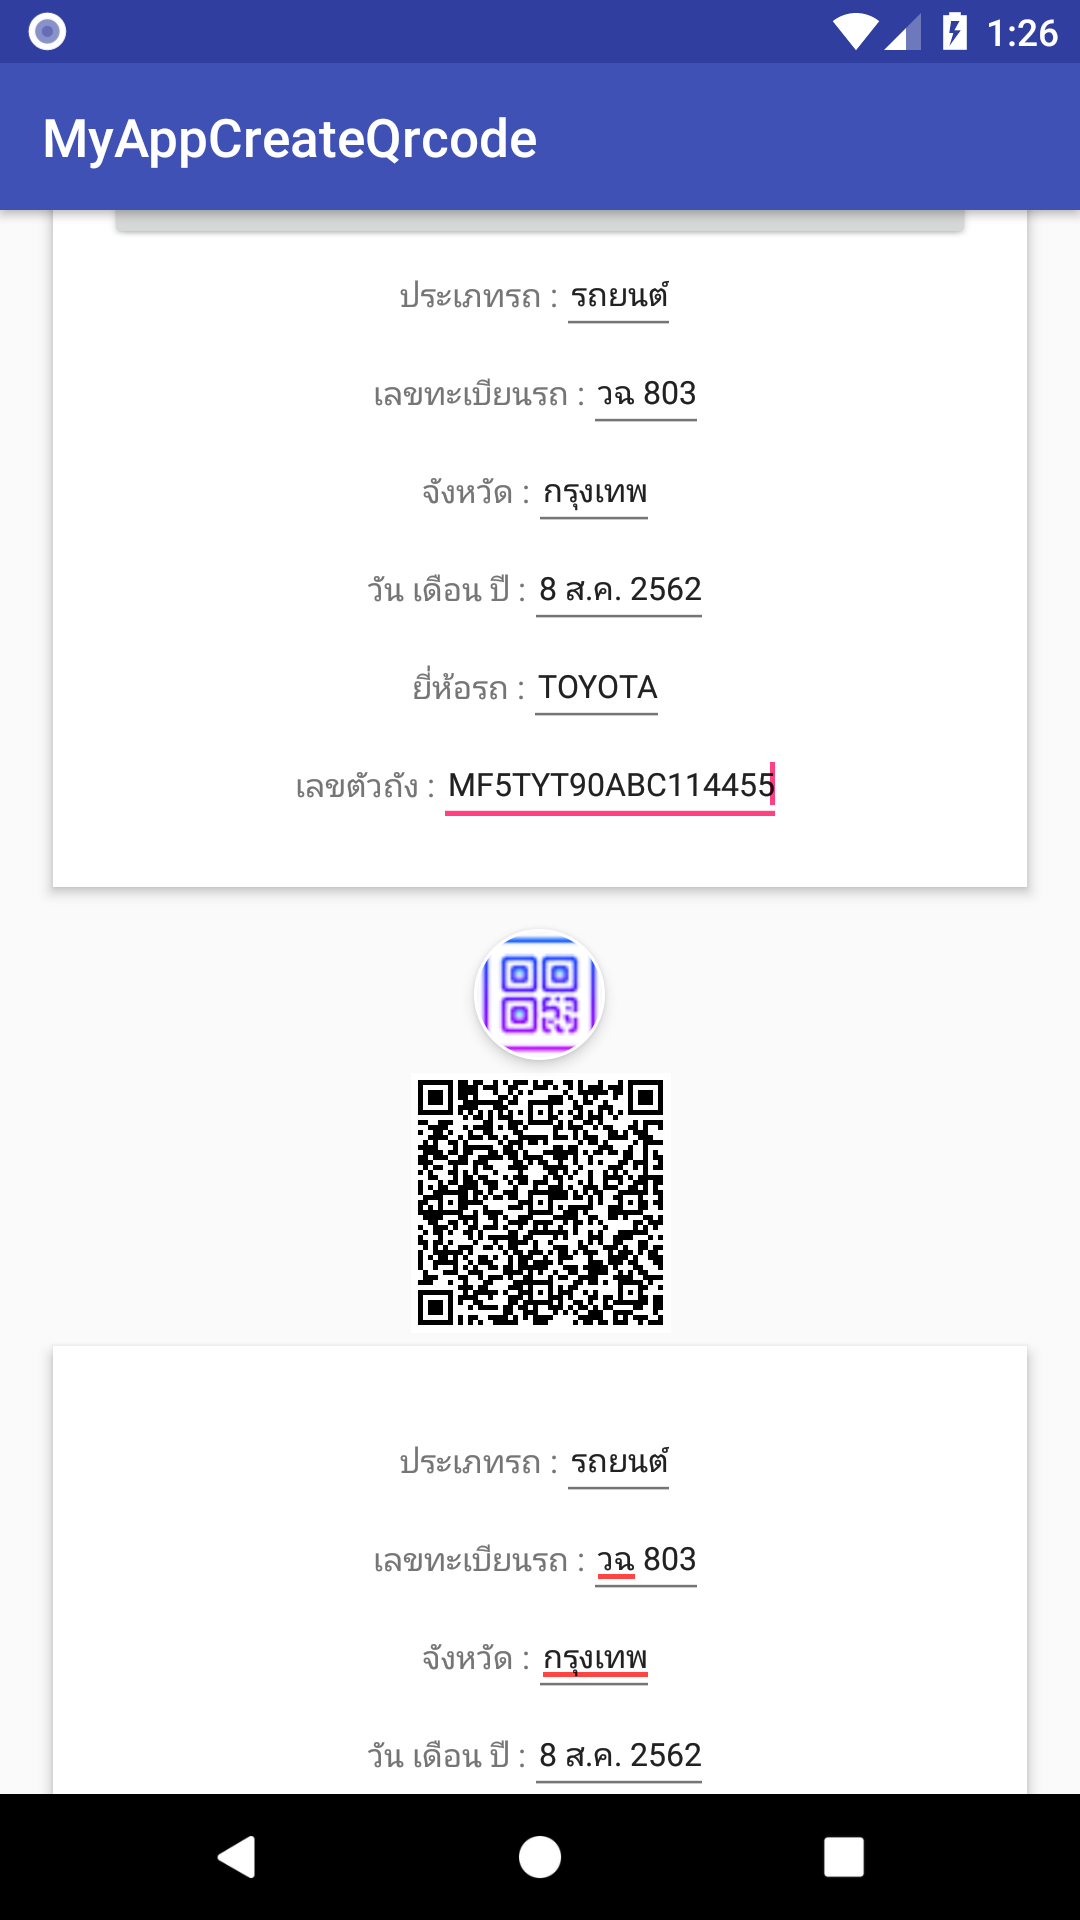 1:26
MyAppCreateQrcode
ประเภทรถ : รถยนต์
เลขทะเบียนรถ : วฉ 803
จังหวัด : กรุงเทพ
วัน เดือน ปี : 8 ส.ค. 2562
ยี่ห้อรถ : TOYOTA
เลขตัวถัง : MF5TYT90ABC114455
ประเภทรถ : รถยนต์
เลขทะเบียนรถ : วฉ 803
จังหวัด : กรุงเทพ
วัน เดือน ปี : 8 ส.ค. 2562